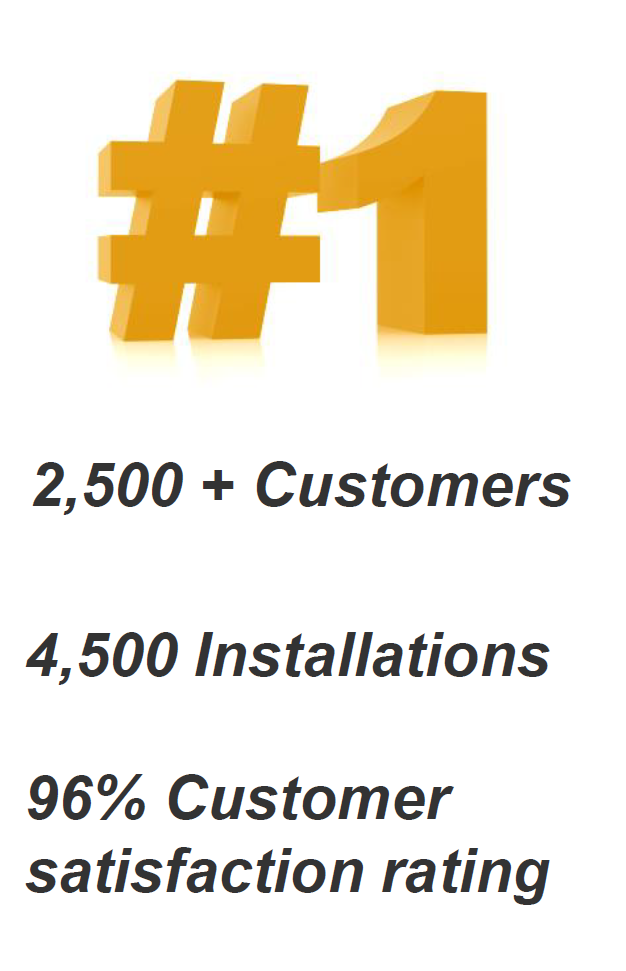 #1
2,500 + Customers
4,500 Installations
96% Customer
satisfaction rating